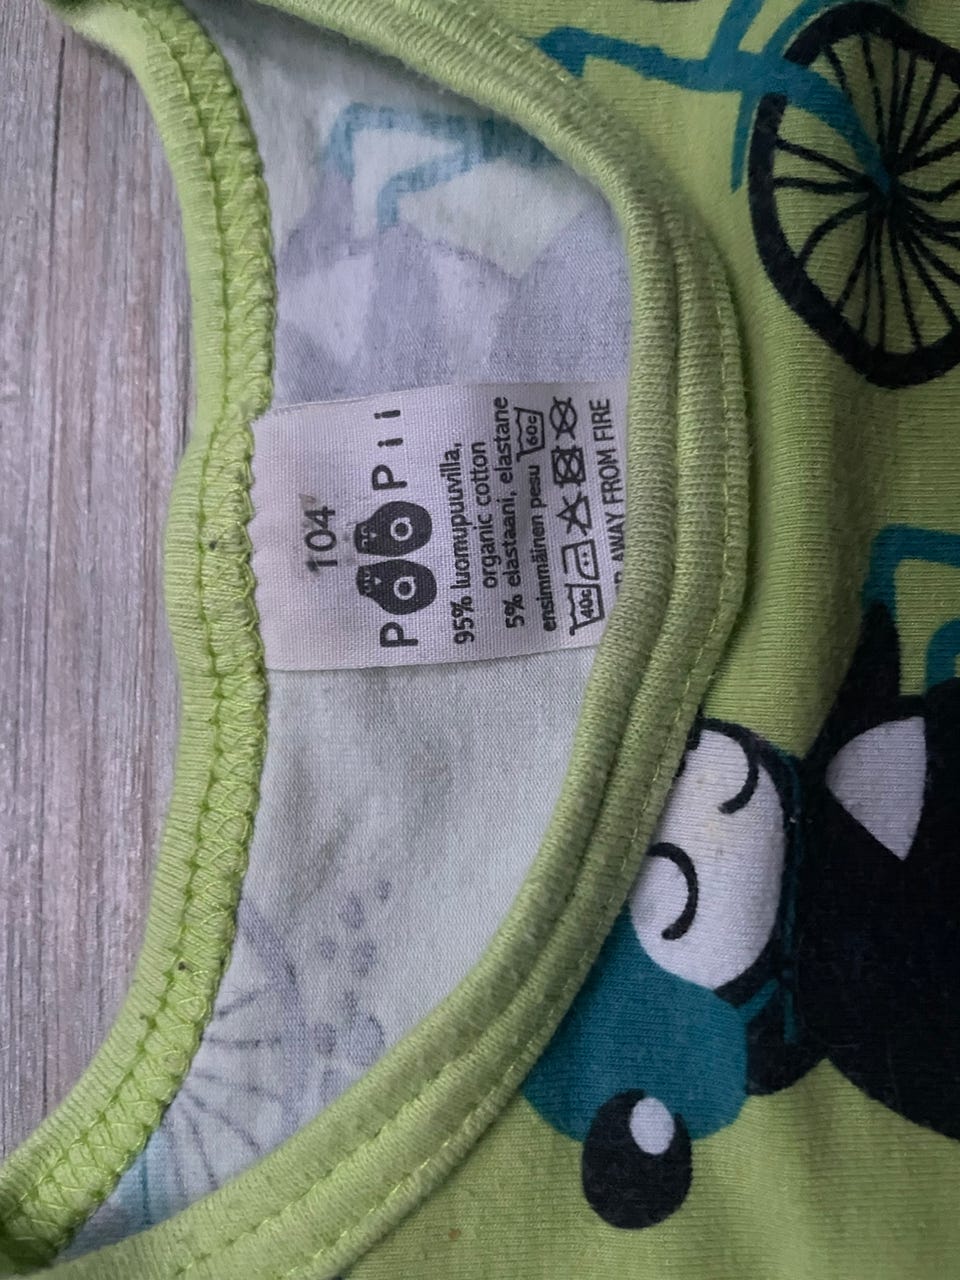 104
PaaPii
95% luomupuuvilla,
organic cotton
5% elastaani, elastane
ensimmäinen pesu 60c
40c
AWAY FROM FIRE